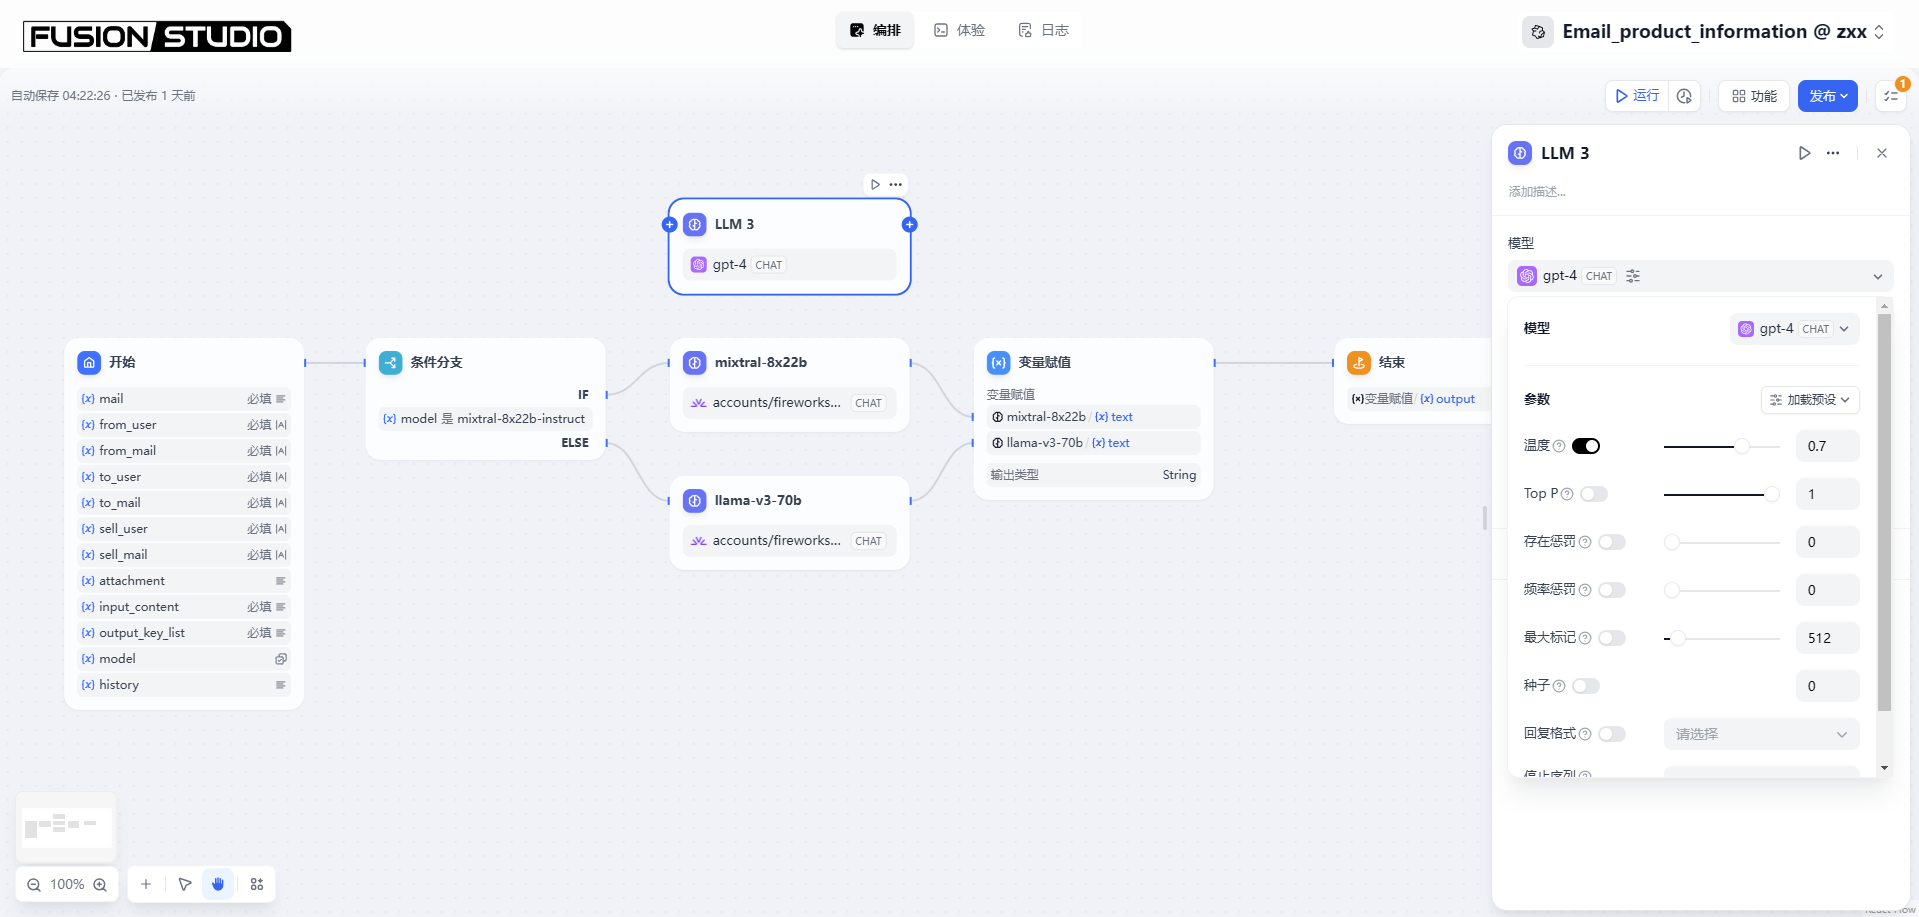 FUSION STUDIO
编排
体验
日志
Email_product_information @ zxx
自动保存 04:22:26 · 已发布 1 天前
运行
功能
发布
1
LLM 3
gpt-4 CHAT
开始
mail 必填
from_user 必填
from_mail 必填
to_user 必填
to_mail 必填
sell_user 必填
sell_mail 必填
attachment
input_content 必填
output_key_list 必填
model
history
条件分支
IF
{x} model 是 mixtral-8x22b-instruct
ELSE
mixtral-8x22b
accounts/fireworks... CHAT
llama-v3-70b
accounts/fireworks... CHAT
变量赋值
变量赋值
mixtral-8x22b / {x} text
llama-v3-70b / {x} text
输出类型 String
结束
(x)变量赋值 / {x} output
100%
LLM 3
添加描述...
模型
gpt-4 CHAT
模型 gpt-4 CHAT
参数 加载预设
温度 0.7
Top P 1
存在惩罚 0
频率惩罚 0
最大标记 512
种子 0
回复格式 请选择
停止序列
React Flow